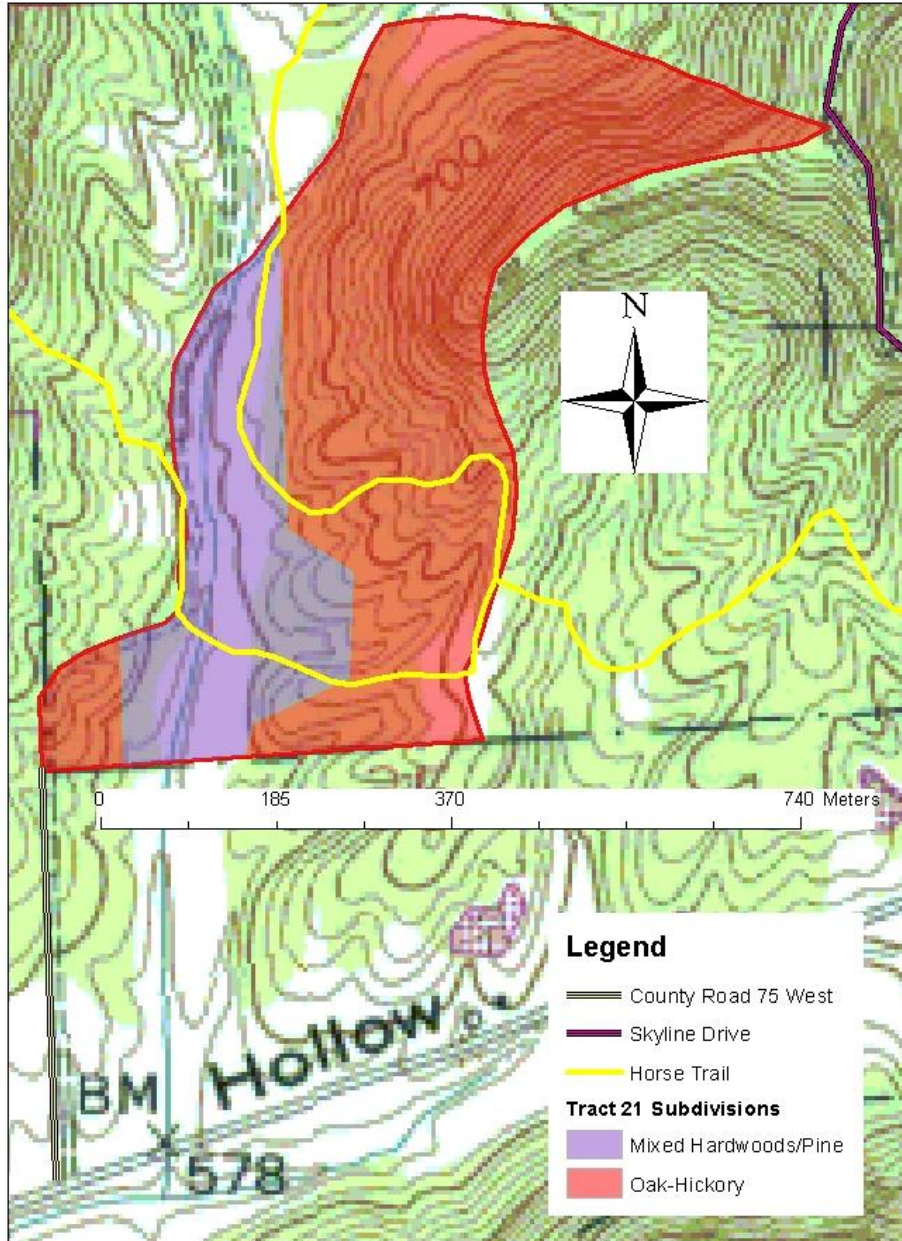 700
N
0 185 370 740 Meters
Hollow
BM
578
Legend
County Road 75 West
Skyline Drive
Horse Trail
Tract 21 Subdivisions
Mixed Hardwoods/Pine
Oak-Hickory